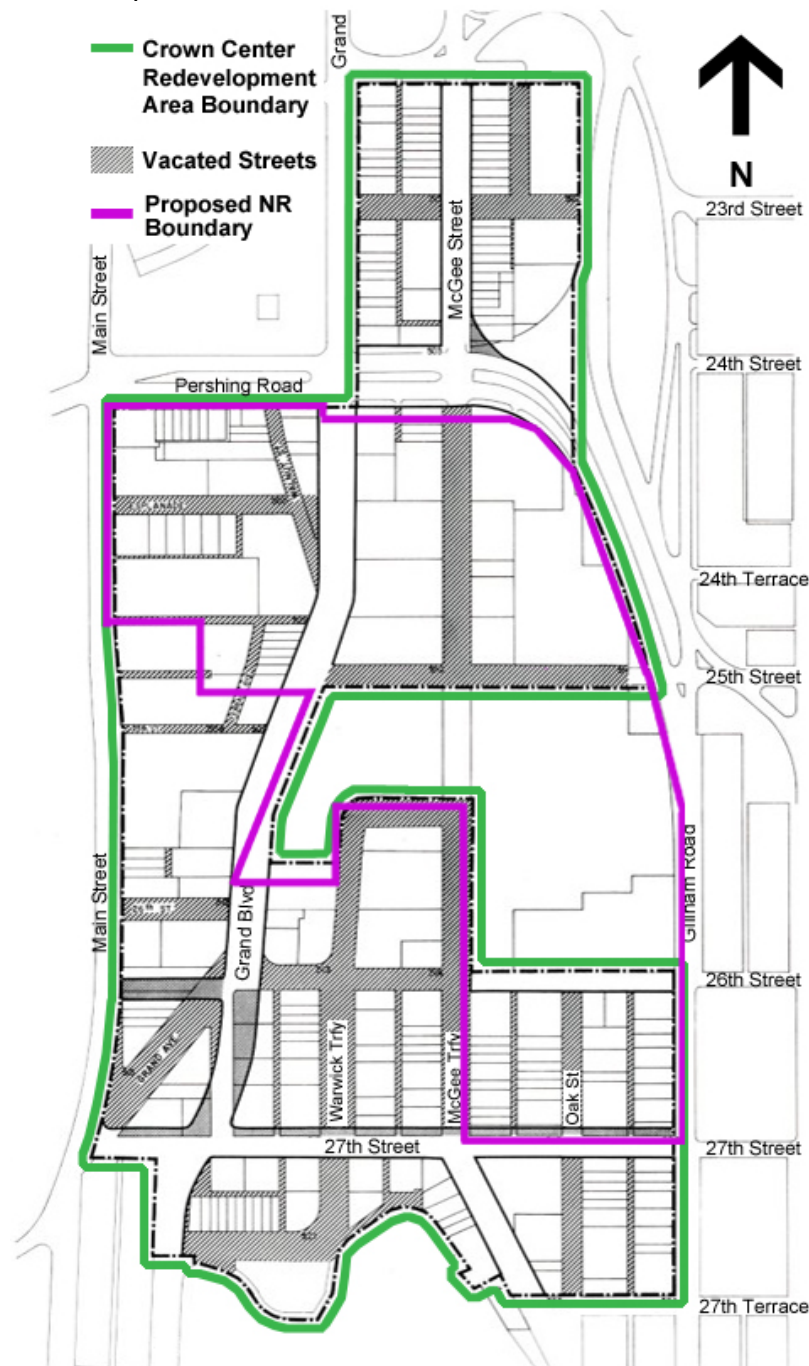 Grand
Crown Center
Redevelopment
Area Boundary
Vacated Streets
Proposed NR
Boundary
N
23rd Street
McGee Street
Main Street
24th Street
Pershing Road
24th Terrace
25th Street
Main Street
Grand Blvd
Gillham Road
26th Street
GRAND AVE
Warwick Trfy
McGee Trfy
Oak St
27th Street
27th Street
27th Terrace